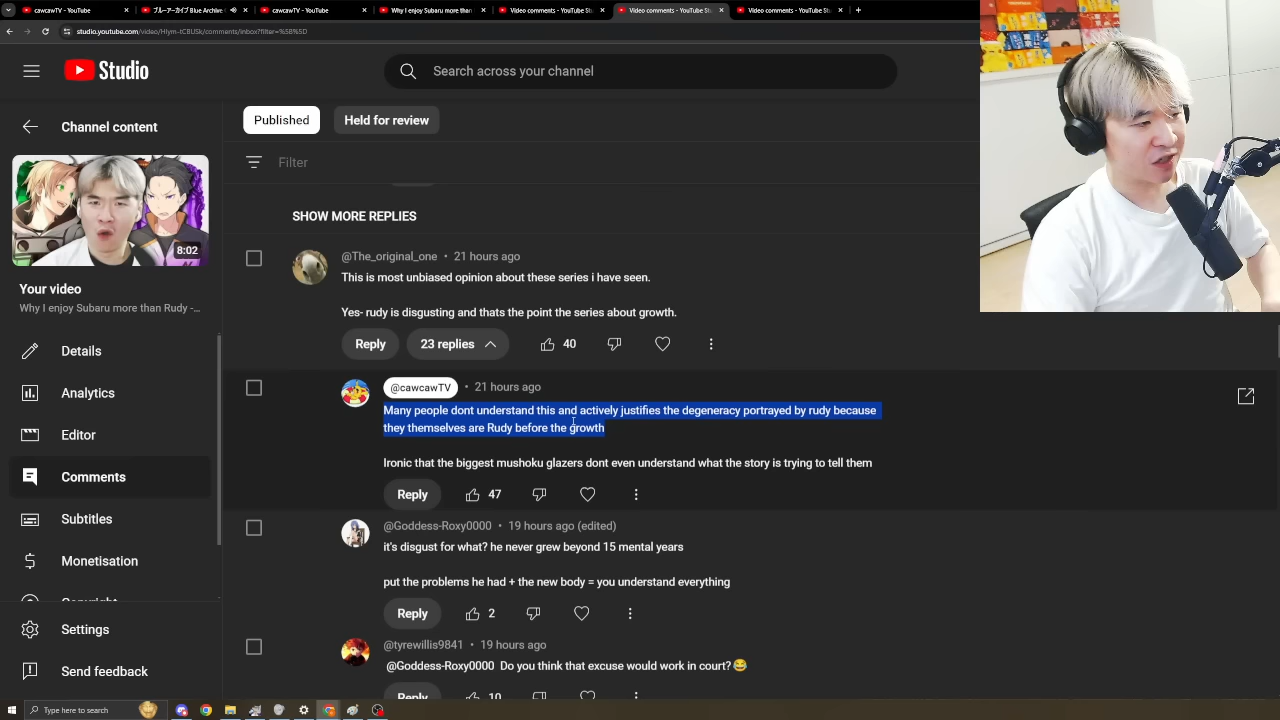 cawcawTV - YouTube
ブルーアーカイブ Blue Archive
cawcawTV - YouTube
Why I enjoy Subaru more than
Video comments - YouTube St
Video comments - YouTube St
Video comments - YouTube St
studio.youtube.com/video/HIym-tC8USk/comments/inbox?filter=%5B%5D
Studio
Search across your channel
Channel content
Published
Held for review
Filter
8:02
Your video
Why I enjoy Subaru more than Rudy -...
Details
Analytics
Editor
Comments
Subtitles
Monetisation
Settings
Send feedback
SHOW MORE REPLIES
@The_original_one • 21 hours ago
This is most unbiased opinion about these series i have seen.
Yes- rudy is disgusting and thats the point the series about growth.
Reply
23 replies
40
@cawcawTV • 21 hours ago
Many people dont understand this and actively justifies the degeneracy portrayed by rudy because
they themselves are Rudy before the growth
Ironic that the biggest mushoku glazers dont even understand what the story is trying to tell them
Reply
47
@Goddess-Roxy0000 • 19 hours ago (edited)
it's disgust for what? he never grew beyond 15 mental years
put the problems he had + the new body = you understand everything
Reply
2
@tyrewillis9841 • 19 hours ago
@Goddess-Roxy0000 Do you think that excuse would work in court?😂
Reply
10
Type here to search